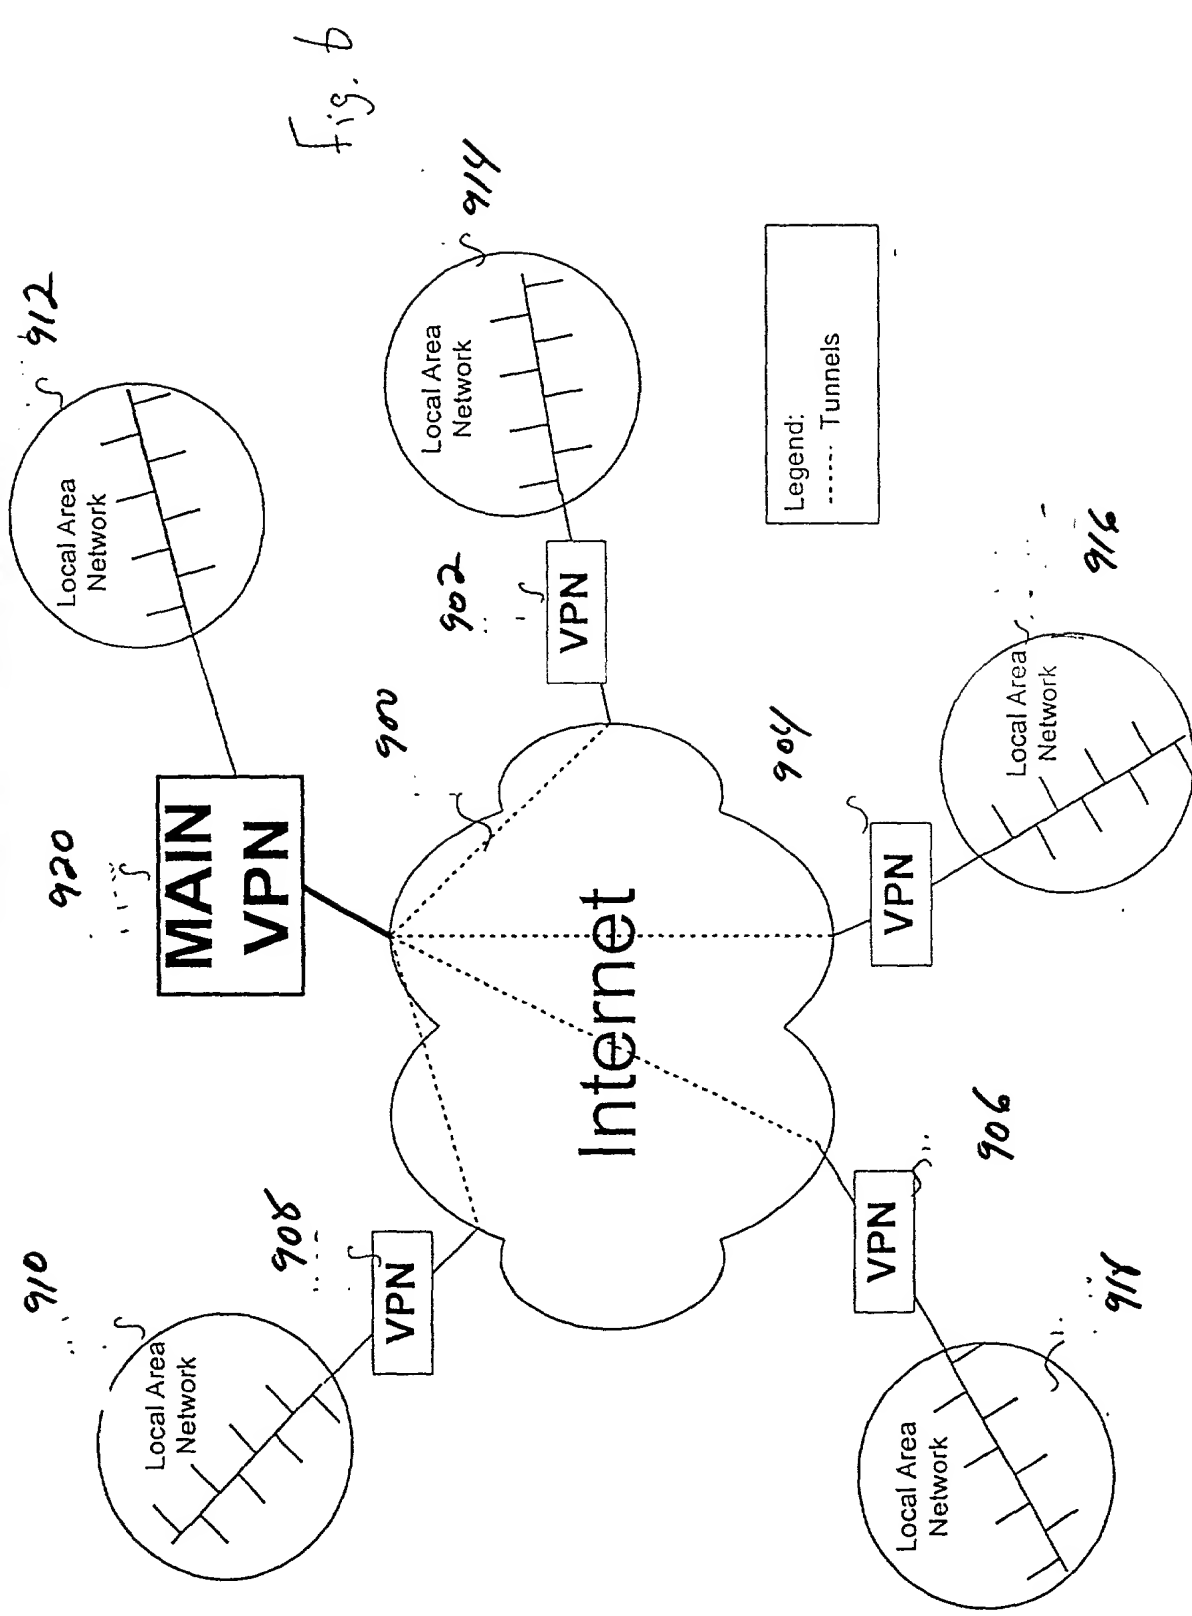 910
920
912
Local Area
Network
MAIN
VPN
Local Area
Network
908
VPN
900
902
914
Fig. 6
Local Area
Network
VPN
Internet
904
Legend:
------ Tunnels
VPN
VPN
Local Area
Network
906
Local Area
Network
918
916